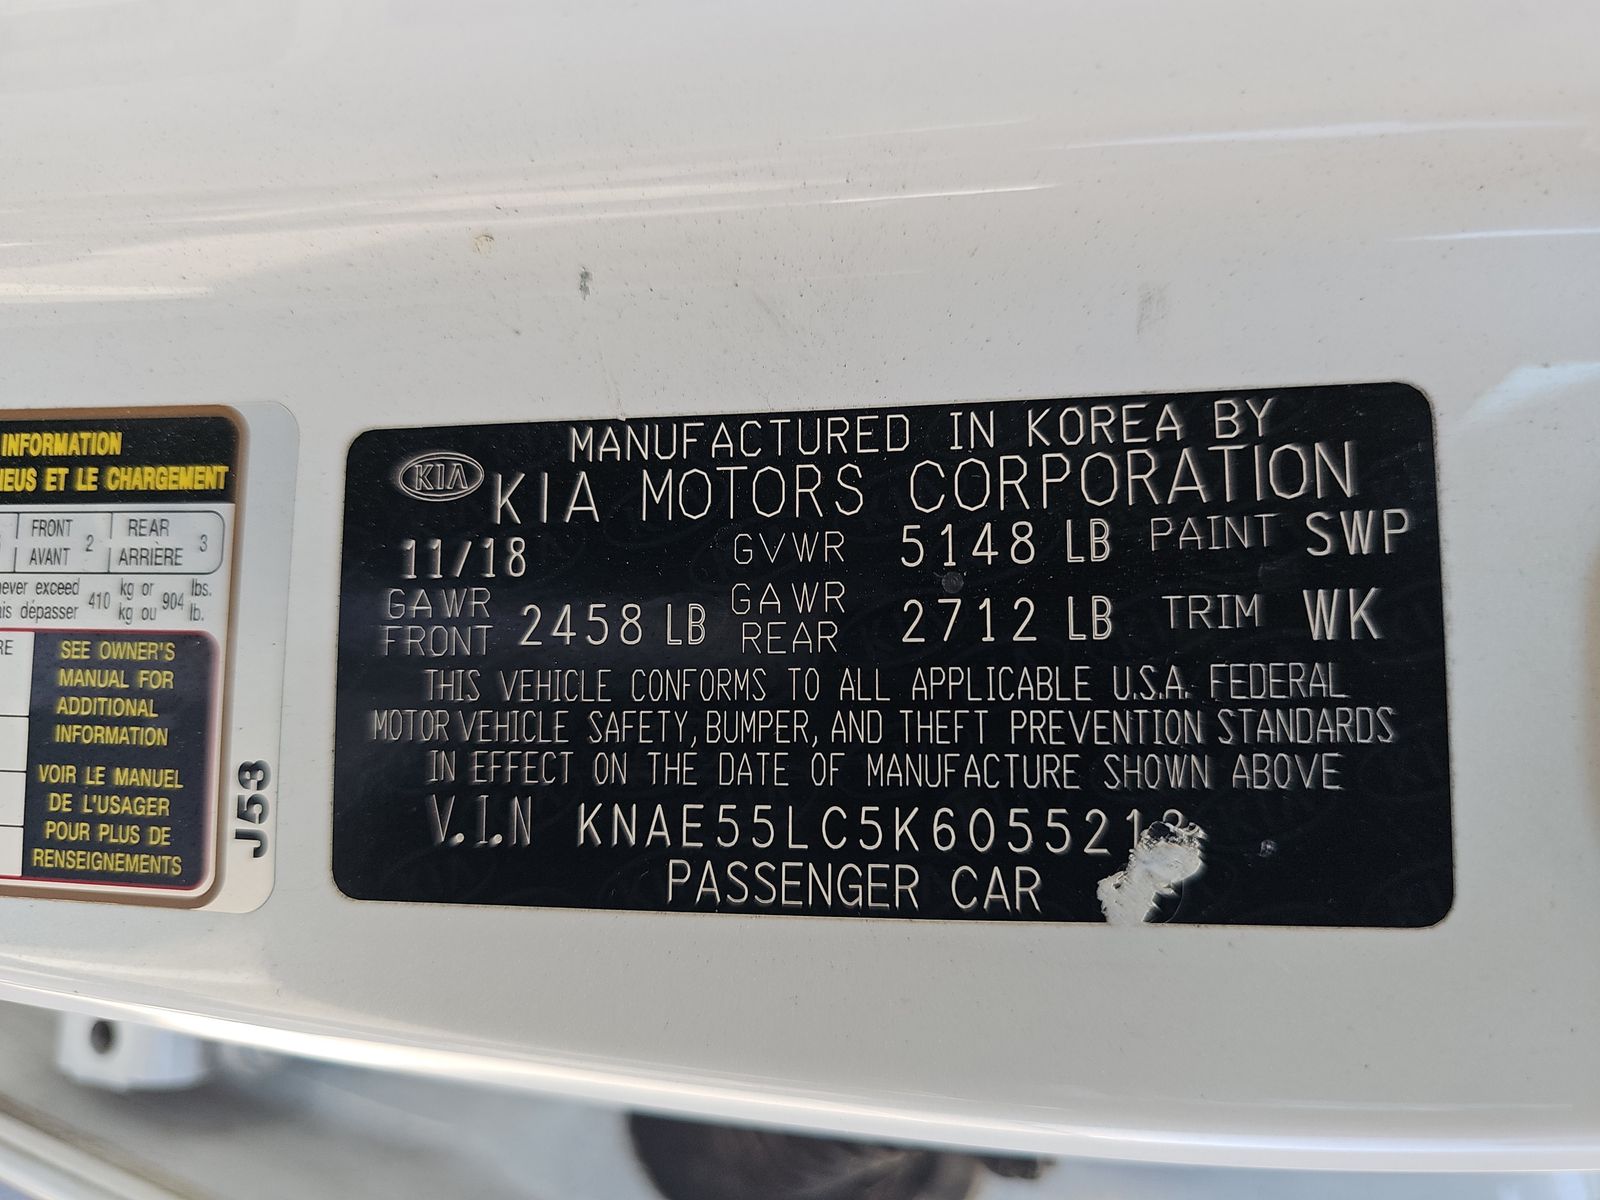 INFORMATION
NEUS ET LE CHARGEMENT
FRONT 2 REAR 3
AVANT ARRIÈRE
never exceed 410 kg or 904 lbs.
dépasser kg ou lb.
SEE OWNER'S
MANUAL FOR
ADDITIONAL
INFORMATION
VOIR LE MANUEL
DE L'USAGER
POUR PLUS DE
RENSEIGNEMENTS
J53
MANUFACTURED IN KOREA BY
KIA KIA MOTORS CORPORATION
11/18 GVWR 5148 LB PAINT SWP
GAWR FRONT 2458 LB GAWR REAR 2712 LB TRIM WK
THIS VEHICLE CONFORMS TO ALL APPLICABLE U.S.A. FEDERAL
MOTOR VEHICLE SAFETY, BUMPER, AND THEFT PREVENTION STANDARDS
IN EFFECT ON THE DATE OF MANUFACTURE SHOWN ABOVE
V.I.N KNAE55LC5K605521
PASSENGER CAR